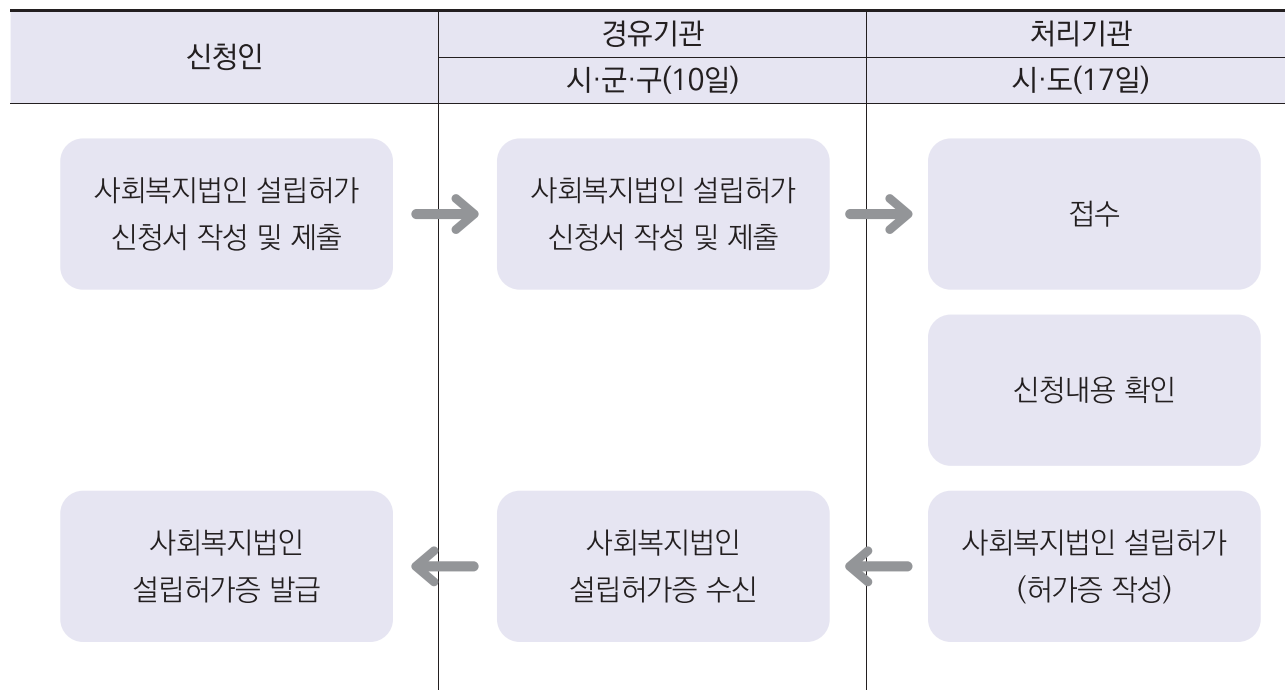 신청인
경유기관
처리기관
시·군·구(10일)
시·도(17일)
사회복지법인 설립허가
신청서 작성 및 제출
사회복지법인 설립허가
신청서 작성 및 제출
접수
신청내용 확인
사회복지법인
설립허가증 발급
사회복지법인
설립허가증 수신
사회복지법인 설립허가
(허가증 작성)